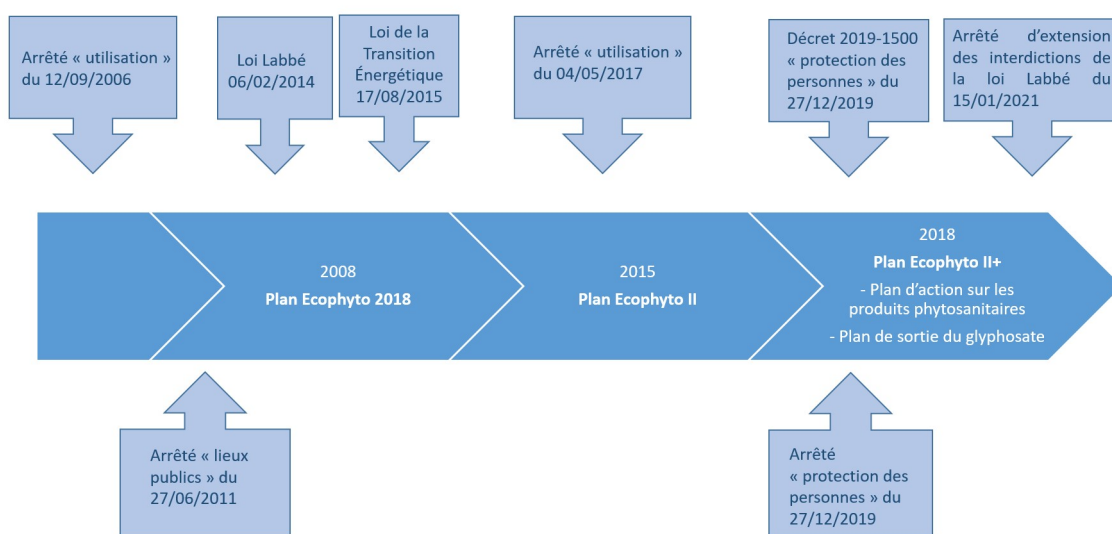 Arrêté « utilisation »
du 12/09/2006
Loi Labbé
06/02/2014
Loi de la
Transition
Énergétique
17/08/2015
Arrêté « utilisation »
du 04/05/2017
Décret 2019-1500
« protection des
personnes » du
27/12/2019
Arrêté d’extension
des interdictions de
la loi Labbé du
15/01/2021
2008
Plan Ecophyto 2018
2015
Plan Ecophyto II
2018
Plan Ecophyto II+
- Plan d’action sur les
produits phytosanitaires
- Plan de sortie du glyphosate
Arrêté « lieux
publics » du
27/06/2011
Arrêté
« protection des
personnes » du
27/12/2019